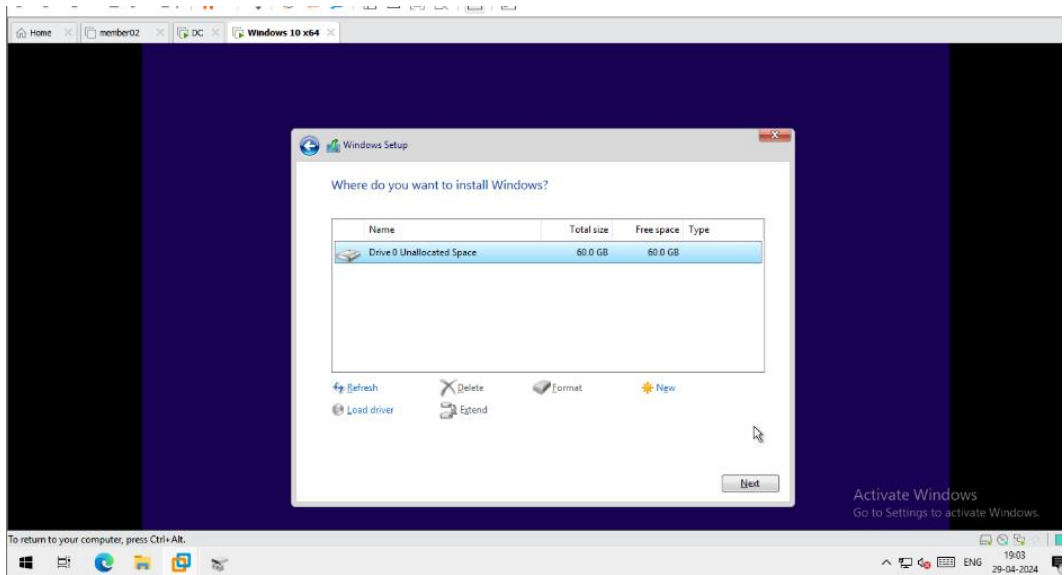 Home member02 DC Windows 10 x64
Windows Setup
Where do you want to install Windows?
Name Total size Free space Type
Drive 0 Unallocated Space 60.0 GB 60.0 GB
Refresh Delete Format New
Load driver Extend
Next
Activate Windows
Go to Settings to activate Windows.
To return to your computer, press Ctrl+Alt.
ENG 19:03
29-04-2024